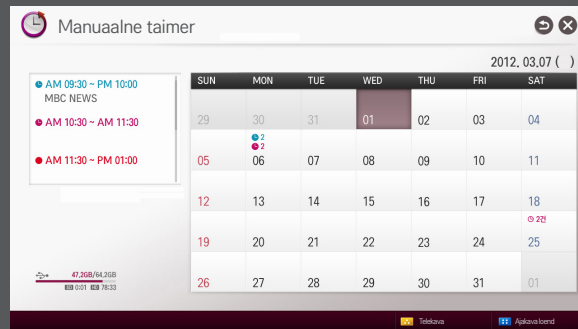 Manuaalne taimer
2012, 03,07 ( )
AM 09:30 ~ PM 10:00
MBC NEWS
AM 10:30 ~ AM 11:30
AM 11:30 ~ PM 01:00
SUN MON TUE WED THU FRI SAT
29 30 31 01 02 03 04
2
2
05 06 07 08 09 10 11
12 13 14 15 16 17 18
2건
19 20 21 22 23 24 25
26 27 28 29 30 31 01
47,2GB/64,2GB
SD 0:01 HD 78:33
Telekava Ajakava loend